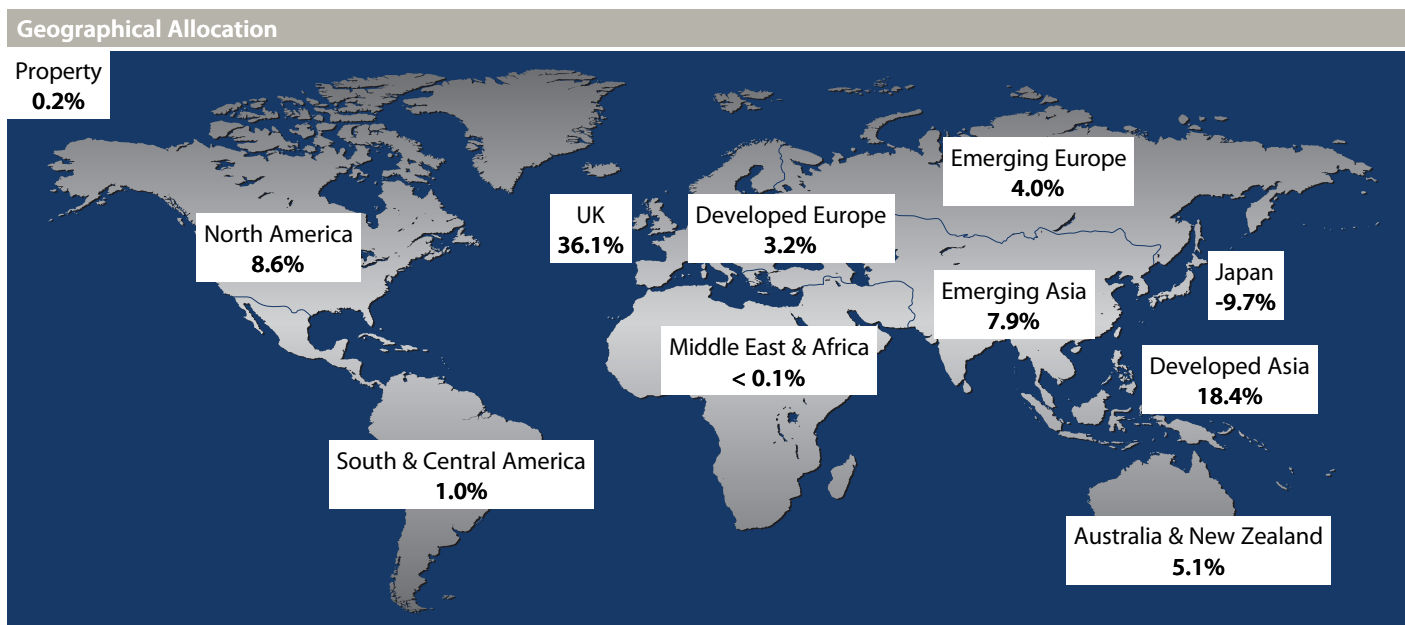 Geographical Allocation
Property
0.2%
Emerging Europe
4.0%
UK
36.1%
Developed Europe
3.2%
North America
8.6%
Japan
-9.7%
Emerging Asia
7.9%
Middle East & Africa
< 0.1%
Developed Asia
18.4%
South & Central America
1.0%
Australia & New Zealand
5.1%